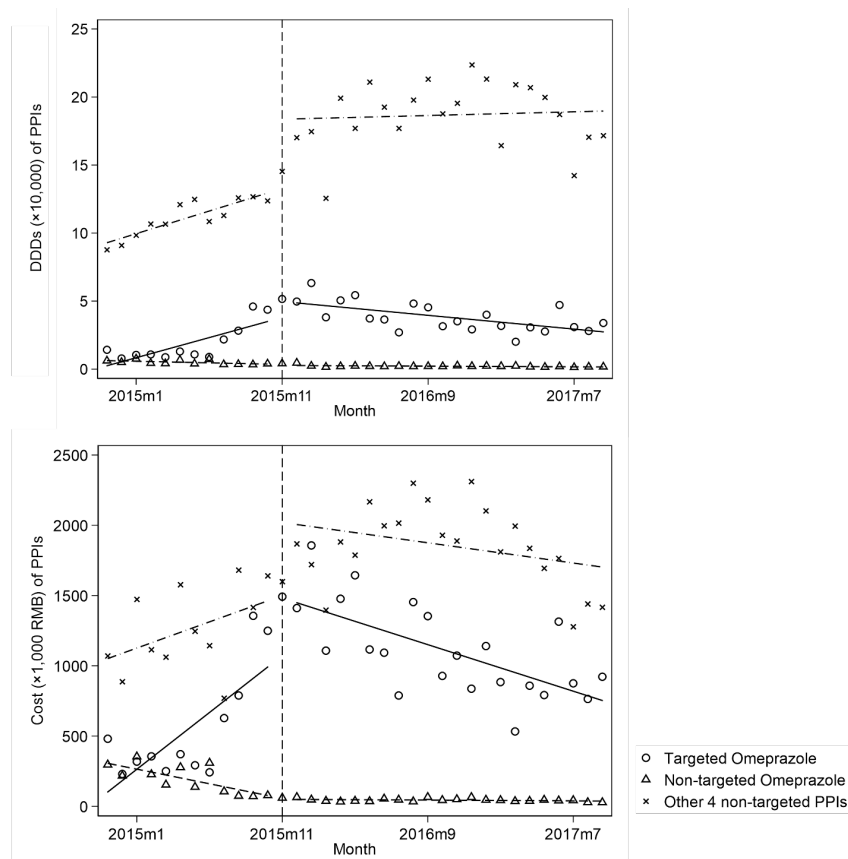 DDDs (×10,000) of PPIs
25
20
15
10
5
0
2015m1 2015m11 2016m9 2017m7
Month
Cost (×1,000 RMB) of PPIs
2500
2000
1500
1000
500
0
2015m1 2015m11 2016m9 2017m7
Month
Targeted Omeprazole
Non-targeted Omeprazole
Other 4 non-targeted PPIs